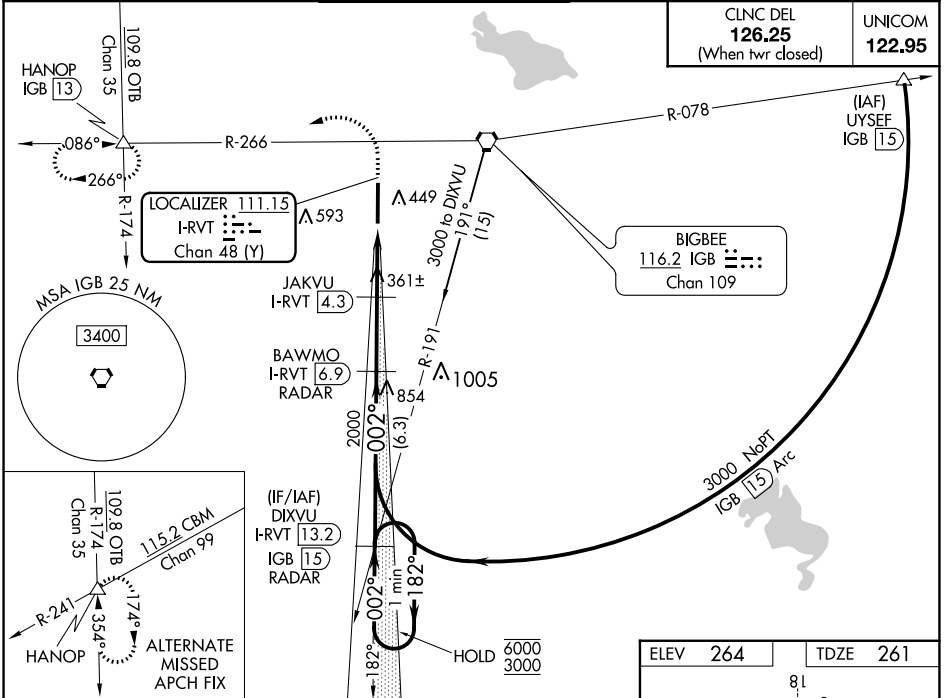 CLNC DEL
126.25
(When twr closed)
UNICOM
122.95
HANOP
IGB 13
109.8 OTB
Chan 35
086°
266°
R-266
R-174
R-078
(IAF)
UYSEF
IGB 15
LOCALIZER 111.15
I-RVT
Chan 48 (Y)
593
449
3000 to DIXVU
191°
(15)
BIGBEE
116.2 IGB
Chan 109
MSA IGB 25 NM
3400
JAKVU
I-RVT 4.3
361±
R-191
BAWMO
I-RVT 6.9
RADAR
1005
854
2000
002°
(6.3)
3000 NoPT
IGB 15 Arc
(IF/IAF)
DIXVU
I-RVT 13.2
IGB 15
RADAR
002°
1 min
182°
182°
HOLD 6000
3000
109.8 OTB
R-174
Chan 35
115.2 CBM
Chan 99
R-241
354°
174°
HANOP
ALTERNATE
MISSED
APCH FIX
ELEV 264
TDZE 261
18